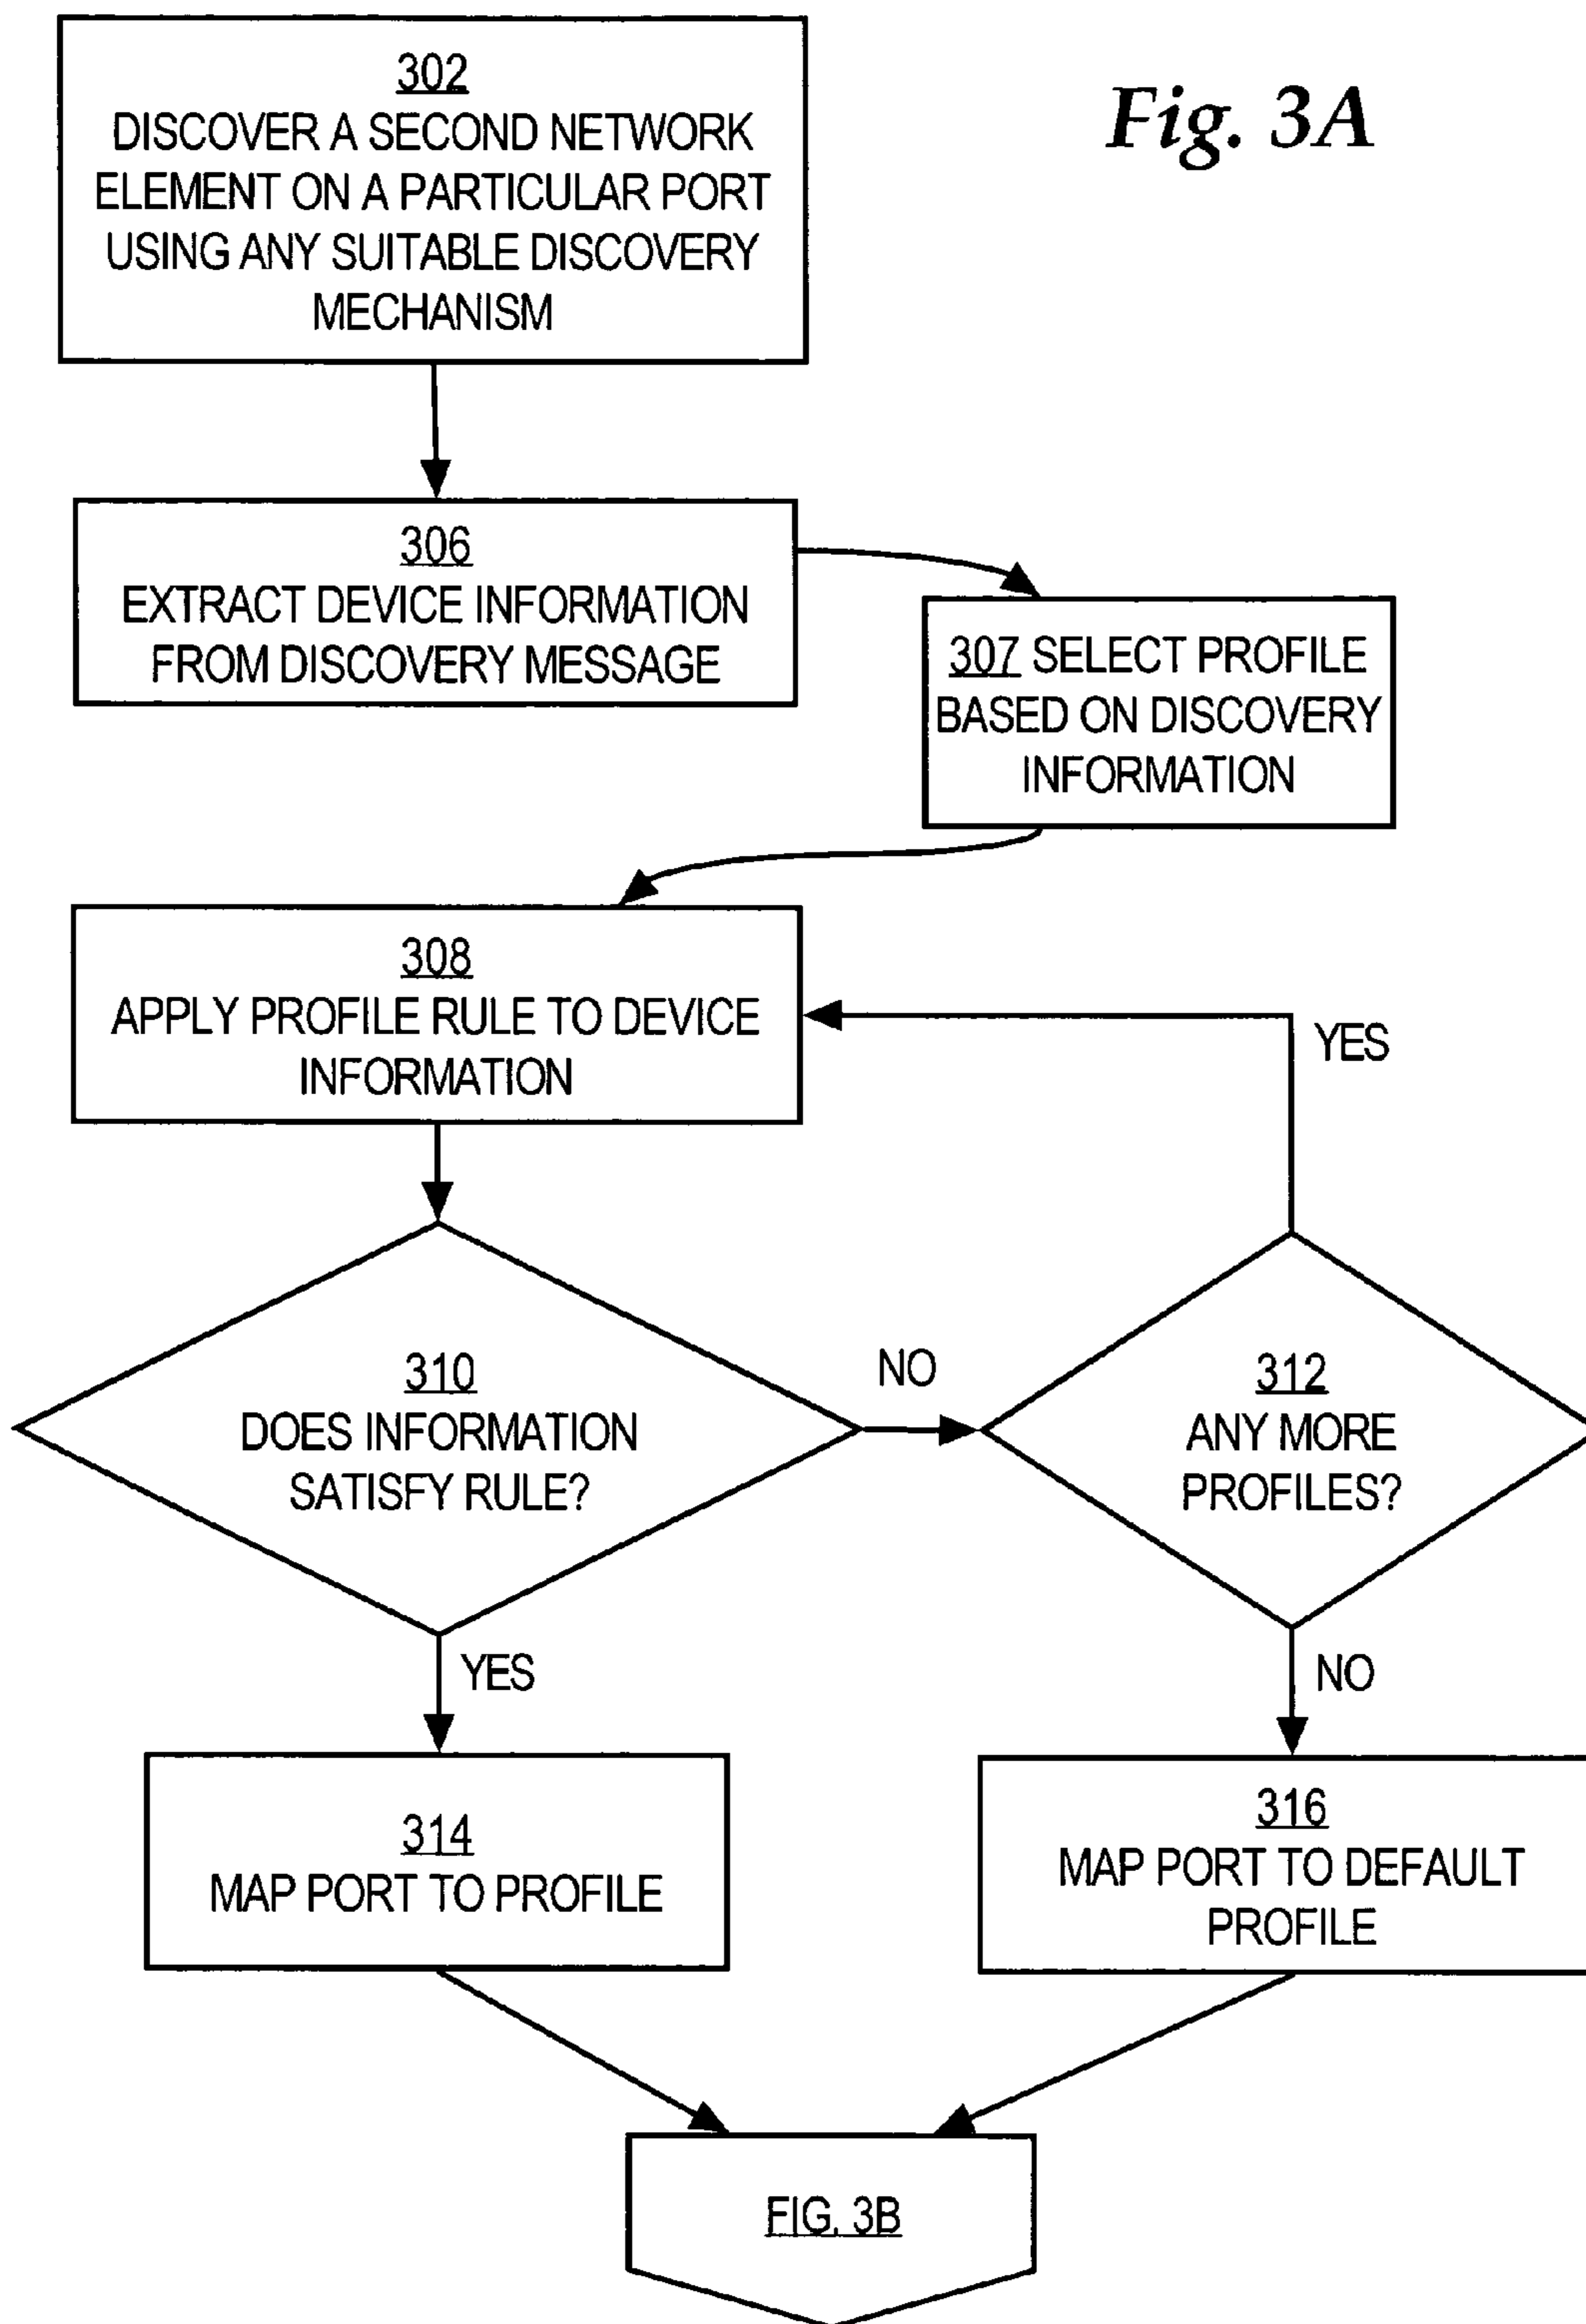 Fig. 3A
302
DISCOVER A SECOND NETWORK
ELEMENT ON A PARTICULAR PORT
USING ANY SUITABLE DISCOVERY
MECHANISM
306
EXTRACT DEVICE INFORMATION
FROM DISCOVERY MESSAGE
307 SELECT PROFILE
BASED ON DISCOVERY
INFORMATION
308
APPLY PROFILE RULE TO DEVICE
INFORMATION
YES
310
DOES INFORMATION
SATISFY RULE?
NO
312
ANY MORE
PROFILES?
YES
NO
314
MAP PORT TO PROFILE
316
MAP PORT TO DEFAULT
PROFILE
FIG. 3B